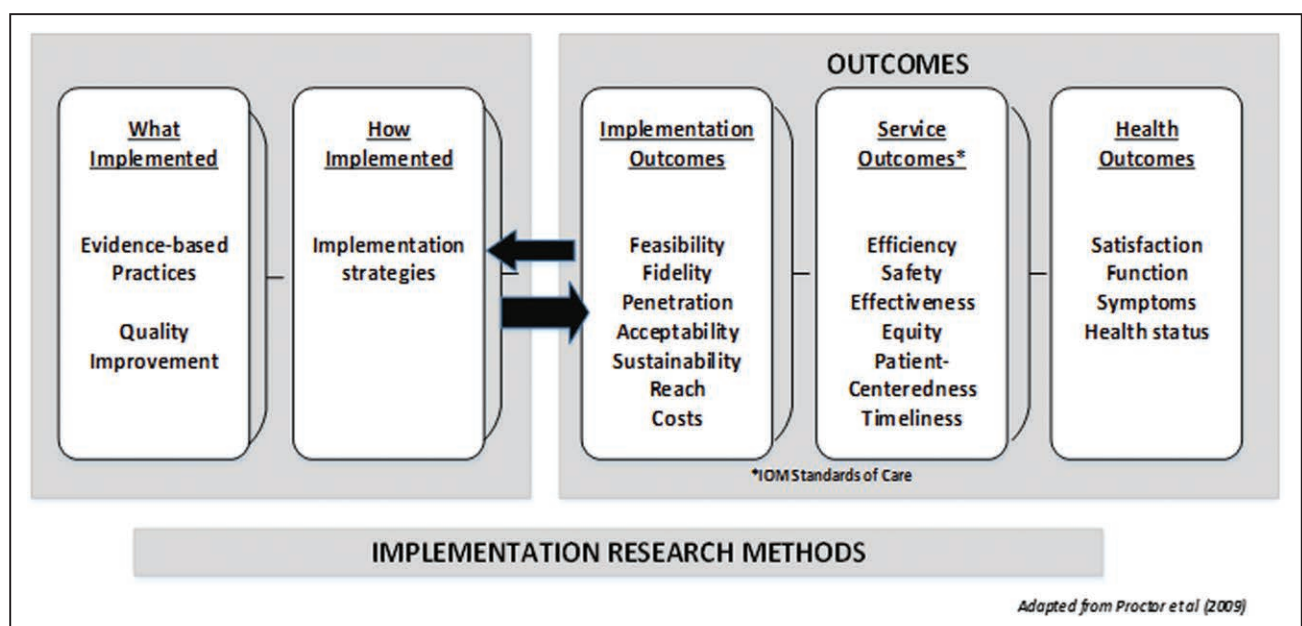 OUTCOMES
What
Implemented
Evidence-based
Practices
Quality
Improvement
How
Implemented
Implementation
strategies
Implementation
Outcomes
Feasibility
Fidelity
Penetration
Acceptability
Sustainability
Reach
Costs
Service
Outcomes*
Efficiency
Safety
Effectiveness
Equity
Patient-
Centeredness
Timeliness
Health
Outcomes
Satisfaction
Function
Symptoms
Health status
*IOM Standards of Care
IMPLEMENTATION RESEARCH METHODS
Adapted from Proctor et al (2009)